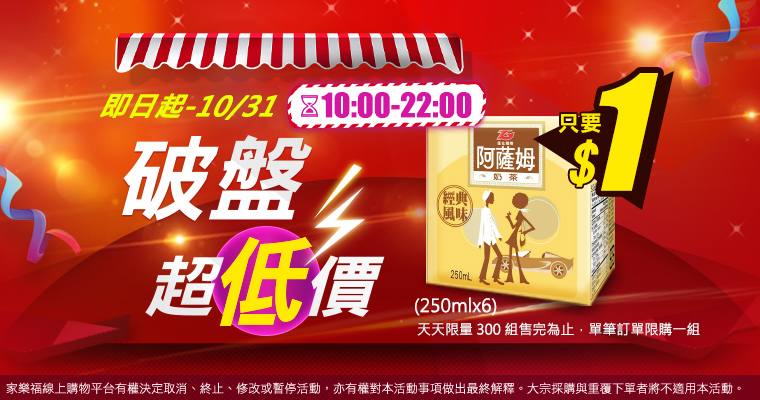 即日起-10/31
10:00-22:00
破盤
超低價
只要
$1
阿薩姆
奶茶
經典
風味
250mL
(250mlx6)
天天限量 300 組售完為止，單筆訂單限購一組
家樂福線上購物平台有權決定取消、終止、修改或暫停活動，亦有權對本活動事項做出最終解釋。大宗採購與重覆下單者將不適用本活動。